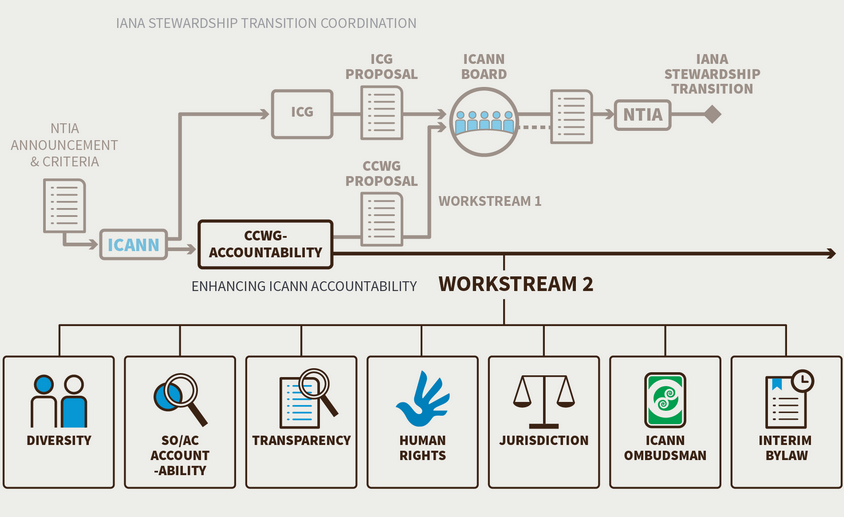 IANA STEWARDSHIP TRANSITION COORDINATION
ICG
PROPOSAL
ICANN
BOARD
IANA
STEWARDSHIP
TRANSITION
ICG
NTIA
NTIA
ANNOUNCEMENT
& CRITERIA
CCWG
PROPOSAL
WORKSTREAM 1
ICANN
CCWG-
ACCOUNTABILITY
ENHANCING ICANN ACCOUNTABILITY
WORKSTREAM 2
DIVERSITY
SO/AC
ACCOUNT
-ABILITY
TRANSPARENCY
HUMAN
RIGHTS
JURISDICTION
ICANN
OMBUDSMAN
INTERIM
BYLAW